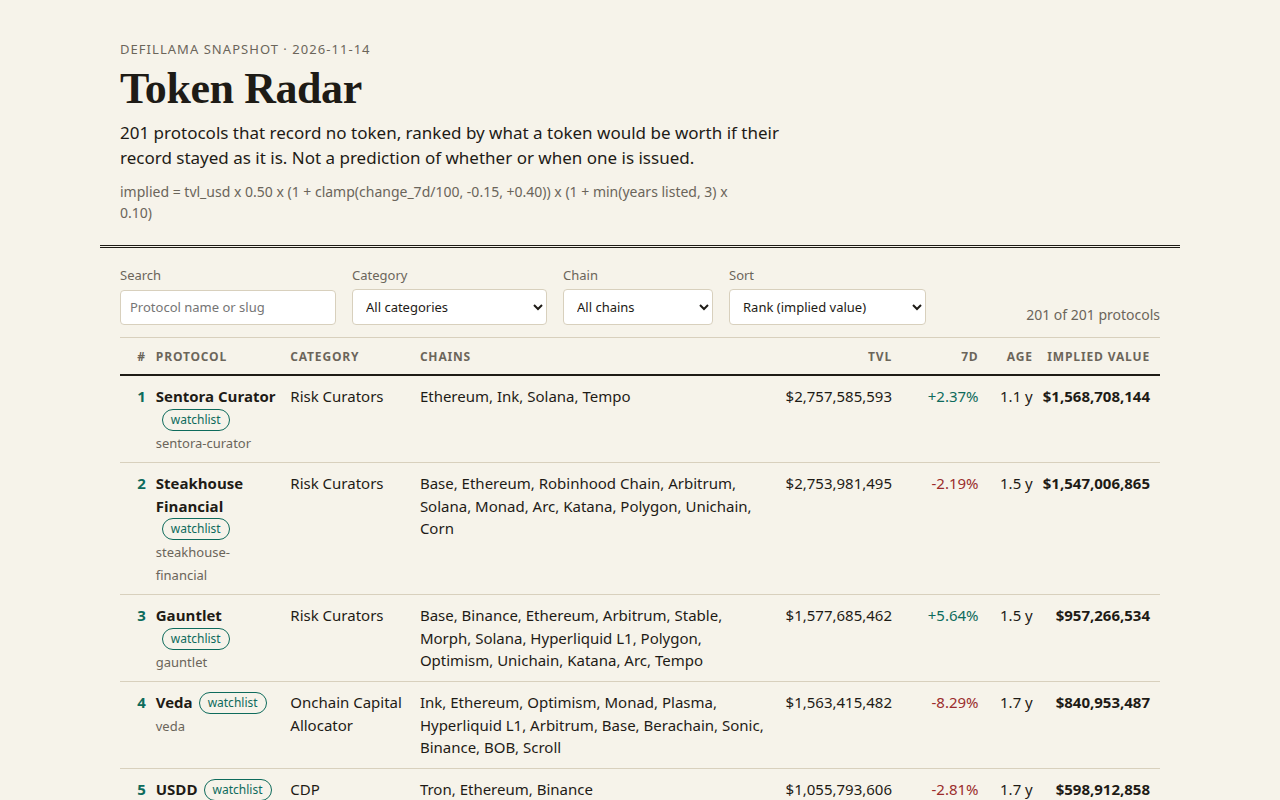 DEFILLAMA SNAPSHOT · 2026-11-14
Token Radar
201 protocols that record no token, ranked by what a token would be worth if their
record stayed as it is. Not a prediction of whether or when one is issued.
implied = tvl_usd x 0.50 x (1 + clamp(change_7d/100, -0.15, +0.40)) x (1 + min(years listed, 3) x
0.10)
Search Category Chain Sort
Protocol name or slug All categories All chains Rank (implied value) 201 of 201 protocols
# PROTOCOL CATEGORY CHAINS TVL 7D AGE IMPLIED VALUE
1 Sentora Curator Risk Curators Ethereum, Ink, Solana, Tempo $2,757,585,593 +2.37% 1.1 y $1,568,708,144
watchlist
sentora-curator
2 Steakhouse Risk Curators Base, Ethereum, Robinhood Chain, Arbitrum, $2,753,981,495 -2.19% 1.5 y $1,547,006,865
Financial Solana, Monad, Arc, Katana, Polygon, Unichain,
watchlist Corn
steakhouse-
financial
3 Gauntlet Risk Curators Base, Binance, Ethereum, Arbitrum, Stable, $1,577,685,462 +5.64% 1.5 y $957,266,534
watchlist Morph, Solana, Hyperliquid L1, Polygon,
gauntlet Optimism, Unichain, Katana, Arc, Tempo
4 Veda watchlist Onchain Capital Ink, Ethereum, Optimism, Monad, Plasma, $1,563,415,482 -8.29% 1.7 y $840,953,487
veda Allocator Hyperliquid L1, Arbitrum, Base, Berachain, Sonic,
Binance, BOB, Scroll
5 USDD watchlist CDP Tron, Ethereum, Binance $1,055,793,606 -2.81% 1.7 y $598,912,858